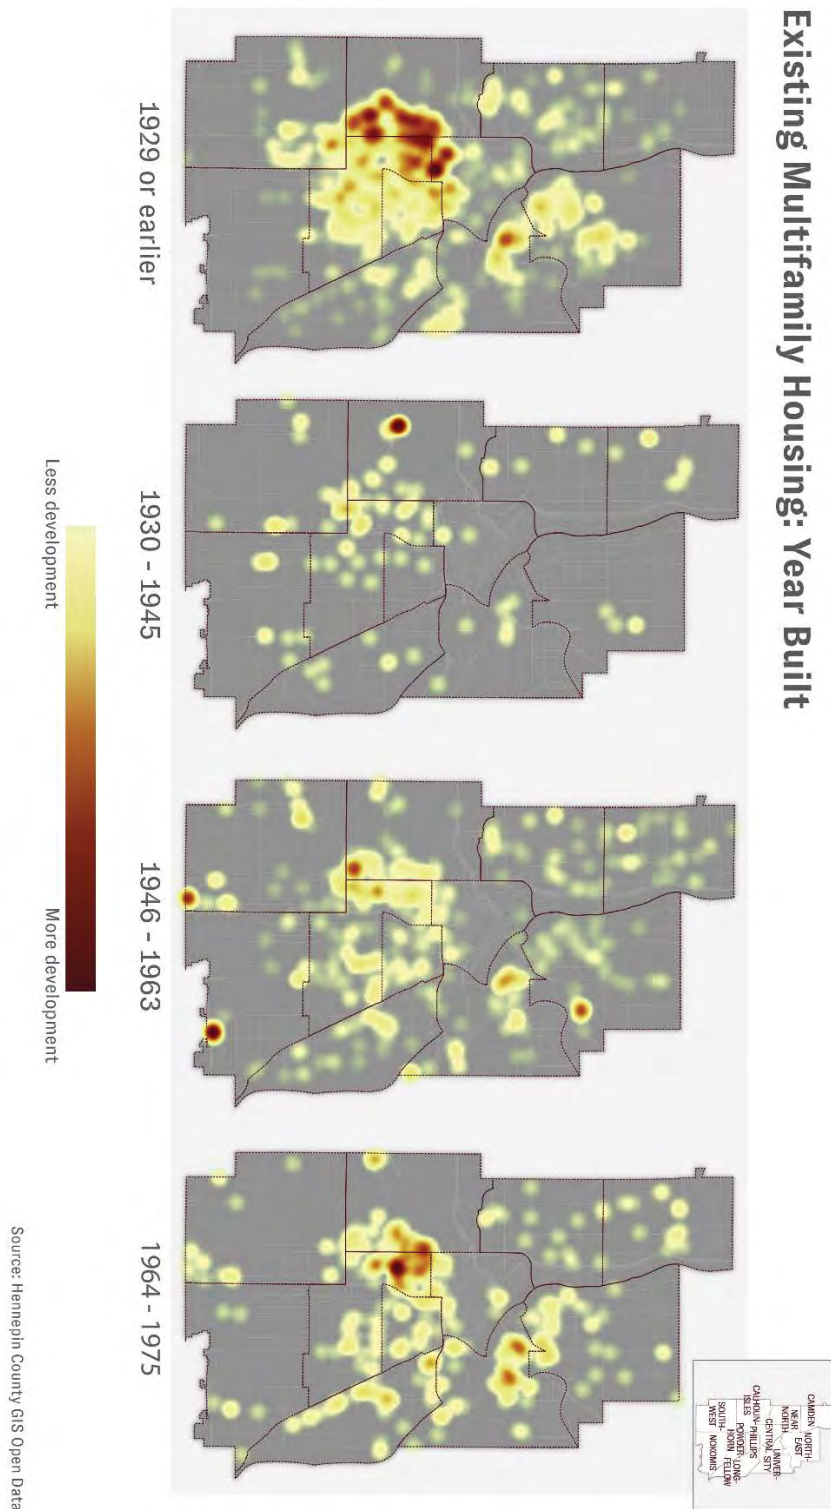 Existing Multifamily Housing: Year Built
CAMDEN
NORTH-
EAST
NEAR
NORTH
CENTRAL CITY
UNIVER-
SITY
CALHOUN-
ISLES
PHILLIPS
POWDER-
HORN
LONG-
FELLOW
SOUTH-
WEST
NOKOMIS
1929 or earlier
1930 - 1945
1946 - 1963
1964 - 1975
Less development
More development
Source: Hennepin County GIS Open Data